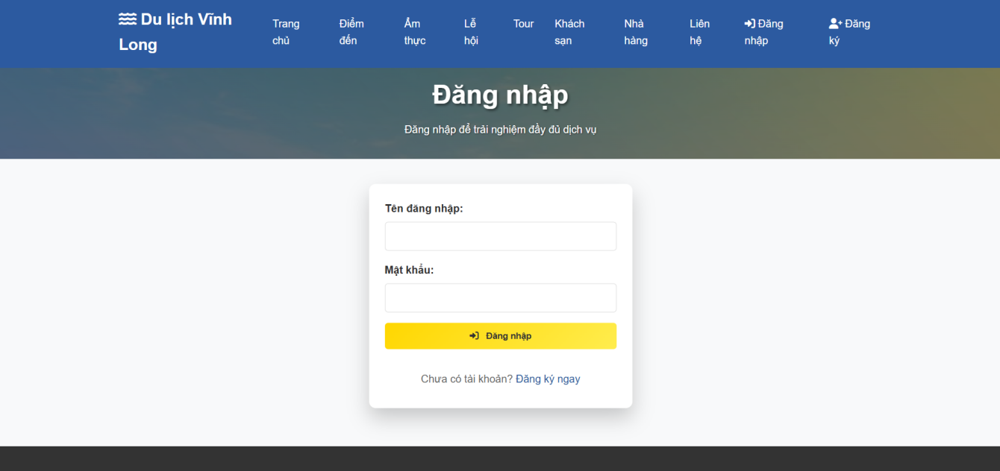 Du lịch Vĩnh
Long
Trang
chủ
Điểm
đến
Ẩm
thực
Lễ
hội
Tour
Khách
sạn
Nhà
hàng
Liên
hệ
Đăng
nhập
Đăng
ký
Đăng nhập
Đăng nhập để trải nghiệm đầy đủ dịch vụ
Tên đăng nhập:
Mật khẩu:
Đăng nhập
Chưa có tài khoản? Đăng ký ngay